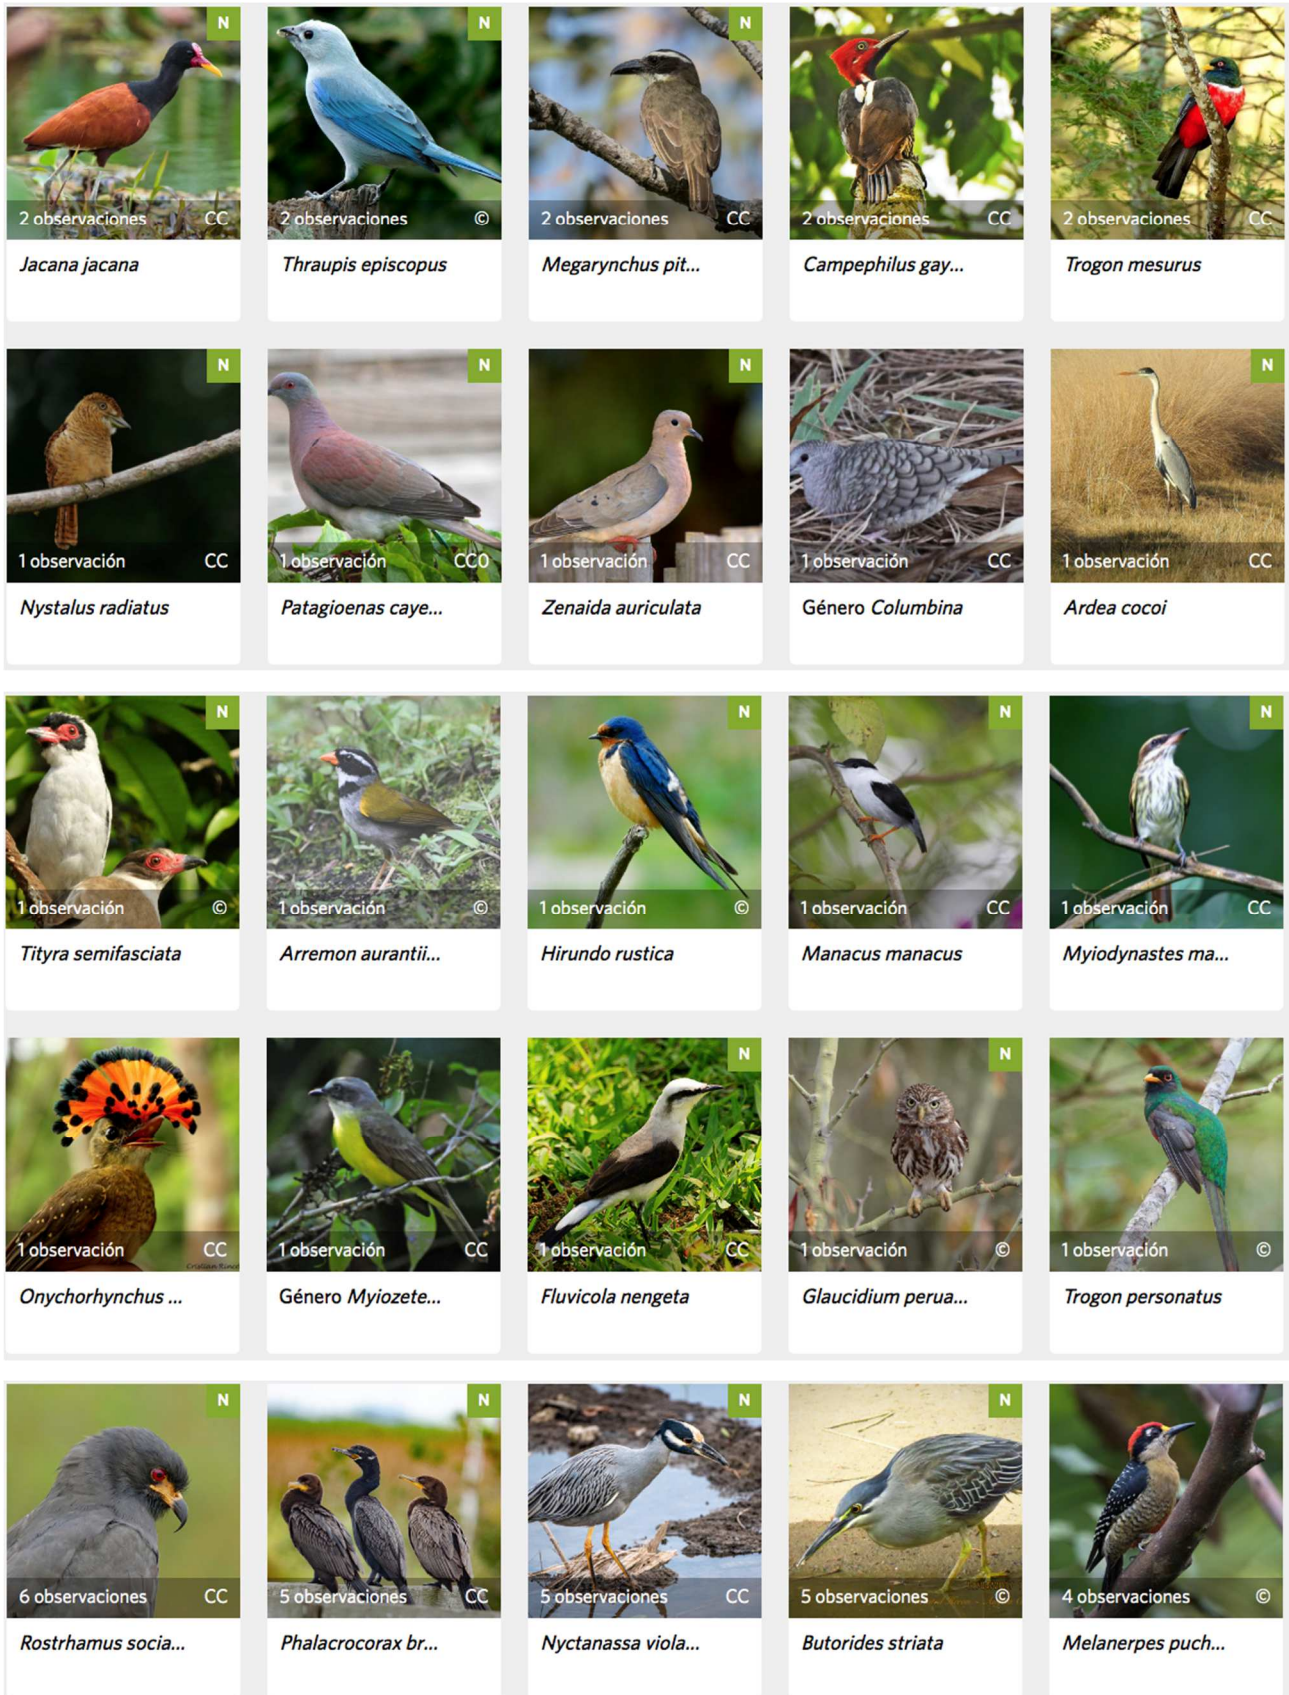 N
2 observaciones CC
Jacana jacana
N
2 observaciones ©
Thraupis episcopus
N
2 observaciones CC
Megarynchus pit...
2 observaciones CC
Campephilus gay...
2 observaciones CC
Trogon mesurus
N
1 observación CC
Nystalus radiatus
N
1 observación CC0
Patagioenas caye...
N
1 observación CC
Zenaida auriculata
1 observación CC
Género Columbina
N
1 observación CC
Ardea cocoi
N
1 observación ©
Tityra semifasciata
1 observación ©
Arremon aurantii...
N
1 observación ©
Hirundo rustica
N
1 observación CC
Manacus manacus
N
1 observación CC
Myiodynastes ma...
1 observación CC
Cristian Rince
Onychorhynchus ...
1 observación CC
Género Myiozete...
N
1 observación CC
Fluvicola nengeta
N
1 observación ©
Glaucidium perua...
1 observación ©
Trogon personatus
N
6 observaciones CC
Rostrhamus socia...
N
5 observaciones CC
Phalacrocorax br...
N
5 observaciones CC
Nyctanassa viola...
N
5 observaciones ©
Butorides striata
4 observaciones ©
Melanerpes puch...